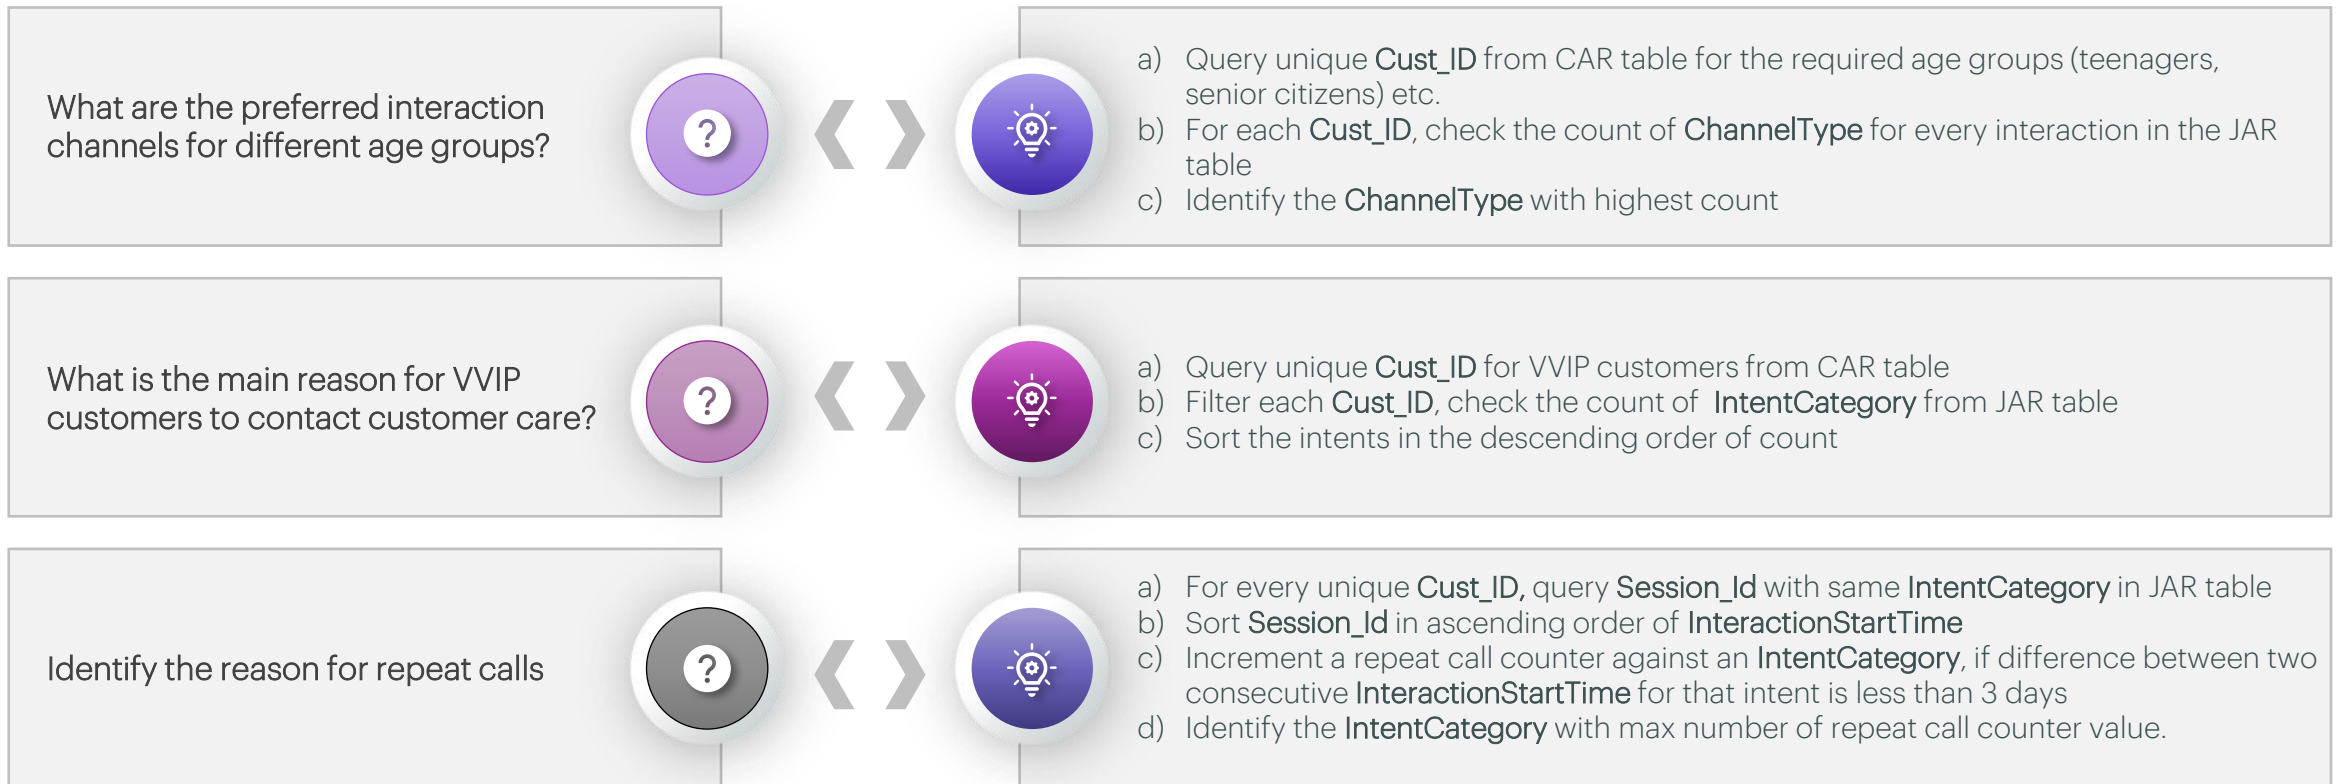 What are the preferred interaction
channels for different age groups?
?
a) Query unique Cust_ID from CAR table for the required age groups (teenagers,
senior citizens) etc.
b) For each Cust_ID, check the count of ChannelType for every interaction in the JAR
table
c) Identify the ChannelType with highest count
What is the main reason for VVIP
customers to contact customer care?
?
a) Query unique Cust_ID for VVIP customers from CAR table
b) Filter each Cust_ID, check the count of IntentCategory from JAR table
c) Sort the intents in the descending order of count
Identify the reason for repeat calls
?
a) For every unique Cust_ID, query Session_Id with same IntentCategory in JAR table
b) Sort Session_Id in ascending order of InteractionStartTime
c) Increment a repeat call counter against an IntentCategory, if difference between two
consecutive InteractionStartTime for that intent is less than 3 days
d) Identify the IntentCategory with max number of repeat call counter value.